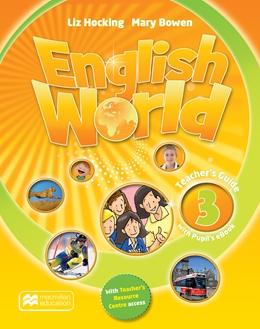 Liz Hocking Mary Bowen
English
World
Teacher's Guide
3
with Pupil's eBook
With Teacher's
Resource
Centre access
macmillan
education